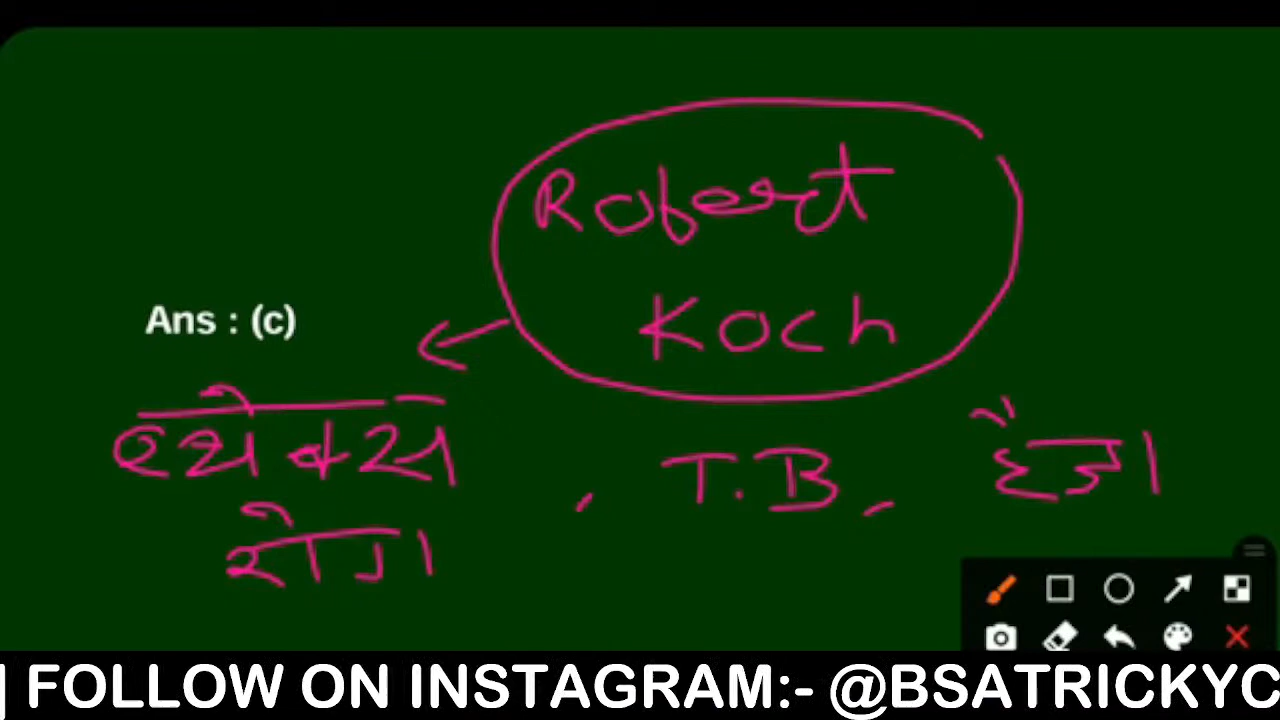 Robert
Koch
Ans : (c)
, T.B , हैजा
रोग
| FOLLOW ON INSTAGRAM:- @BSATRICKYC